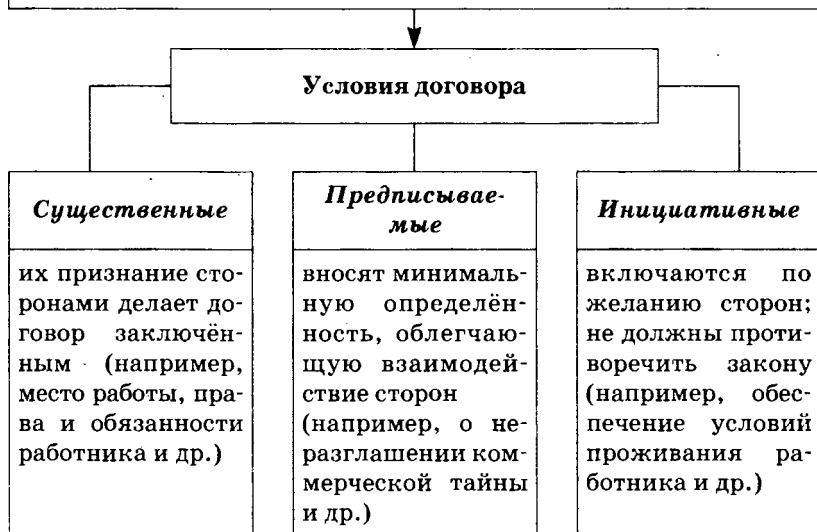 Условия договора
Существенные
их признание сто-
ронами делает до-
говор заключён-
ным (например,
место работы, пра-
ва и обязанности
работника и др.)
Предписывае-
мые
вносят минималь-
ную определён-
ность, облегчаю-
щую взаимодей-
ствие сторон
(например, о не-
разглашении ком-
мерческой тайны
и др.)
Инициативные
включаются по
желанию сторон;
не должны проти-
воречить закону
(например, обес-
печение условий
проживания ра-
ботника и др.)